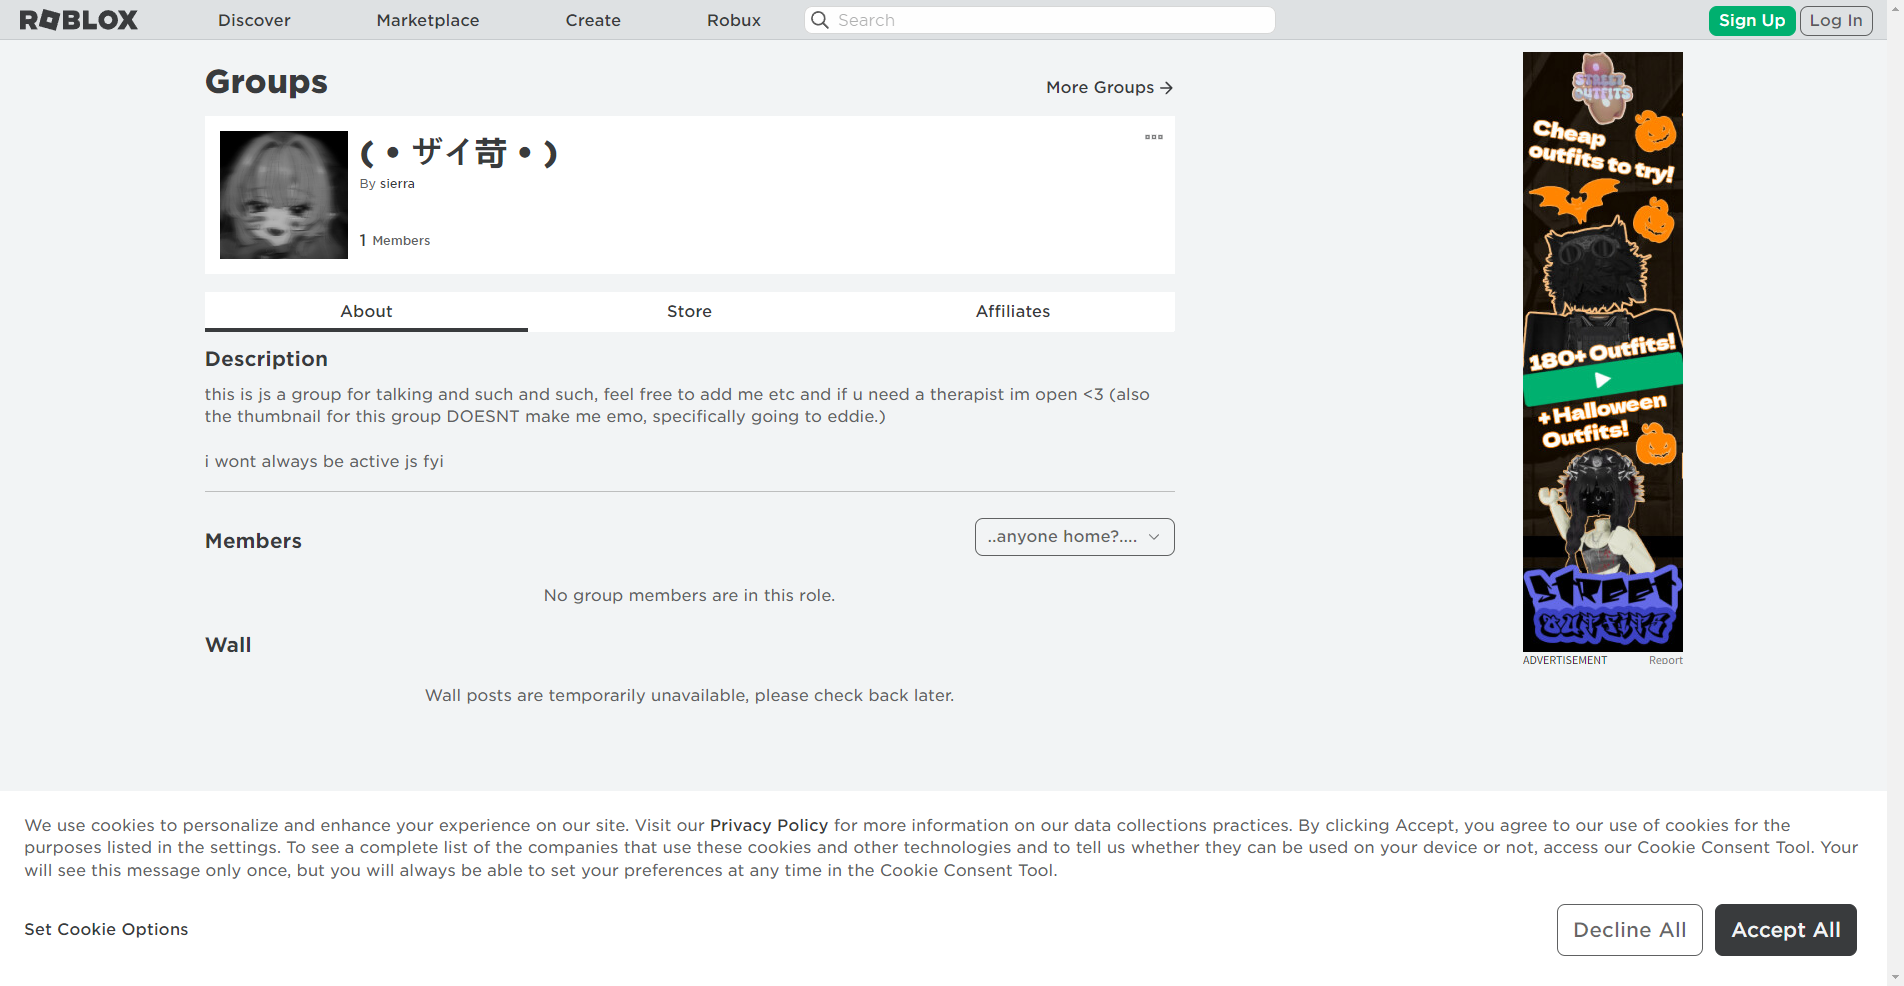 ROBLOX
Discover
Marketplace
Create
Robux
Search
Sign Up
Log In
Groups
More Groups →
( • ザイ苛 • )
By sierra
1 Members
About
Store
Affiliates
Description
this is js a group for talking and such and such, feel free to add me etc and if u need a therapist im open <3 (also
the thumbnail for this group DOESNT make me emo, specifically going to eddie.)
i wont always be active js fyi
Members
..anyone home?....
No group members are in this role.
Wall
Wall posts are temporarily unavailable, please check back later.
STREET
OUTFITS
Cheap
outfits to try!
180+ Outfits!
+ Halloween
Outfits!
STREET
OUTFITS
ADVERTISEMENT
Report
We use cookies to personalize and enhance your experience on our site. Visit our Privacy Policy for more information on our data collections practices. By clicking Accept, you agree to our use of cookies for the
purposes listed in the settings. To see a complete list of the companies that use these cookies and other technologies and to tell us whether they can be used on your device or not, access our Cookie Consent Tool. Your
will see this message only once, but you will always be able to set your preferences at any time in the Cookie Consent Tool.
Set Cookie Options
Decline All
Accept All